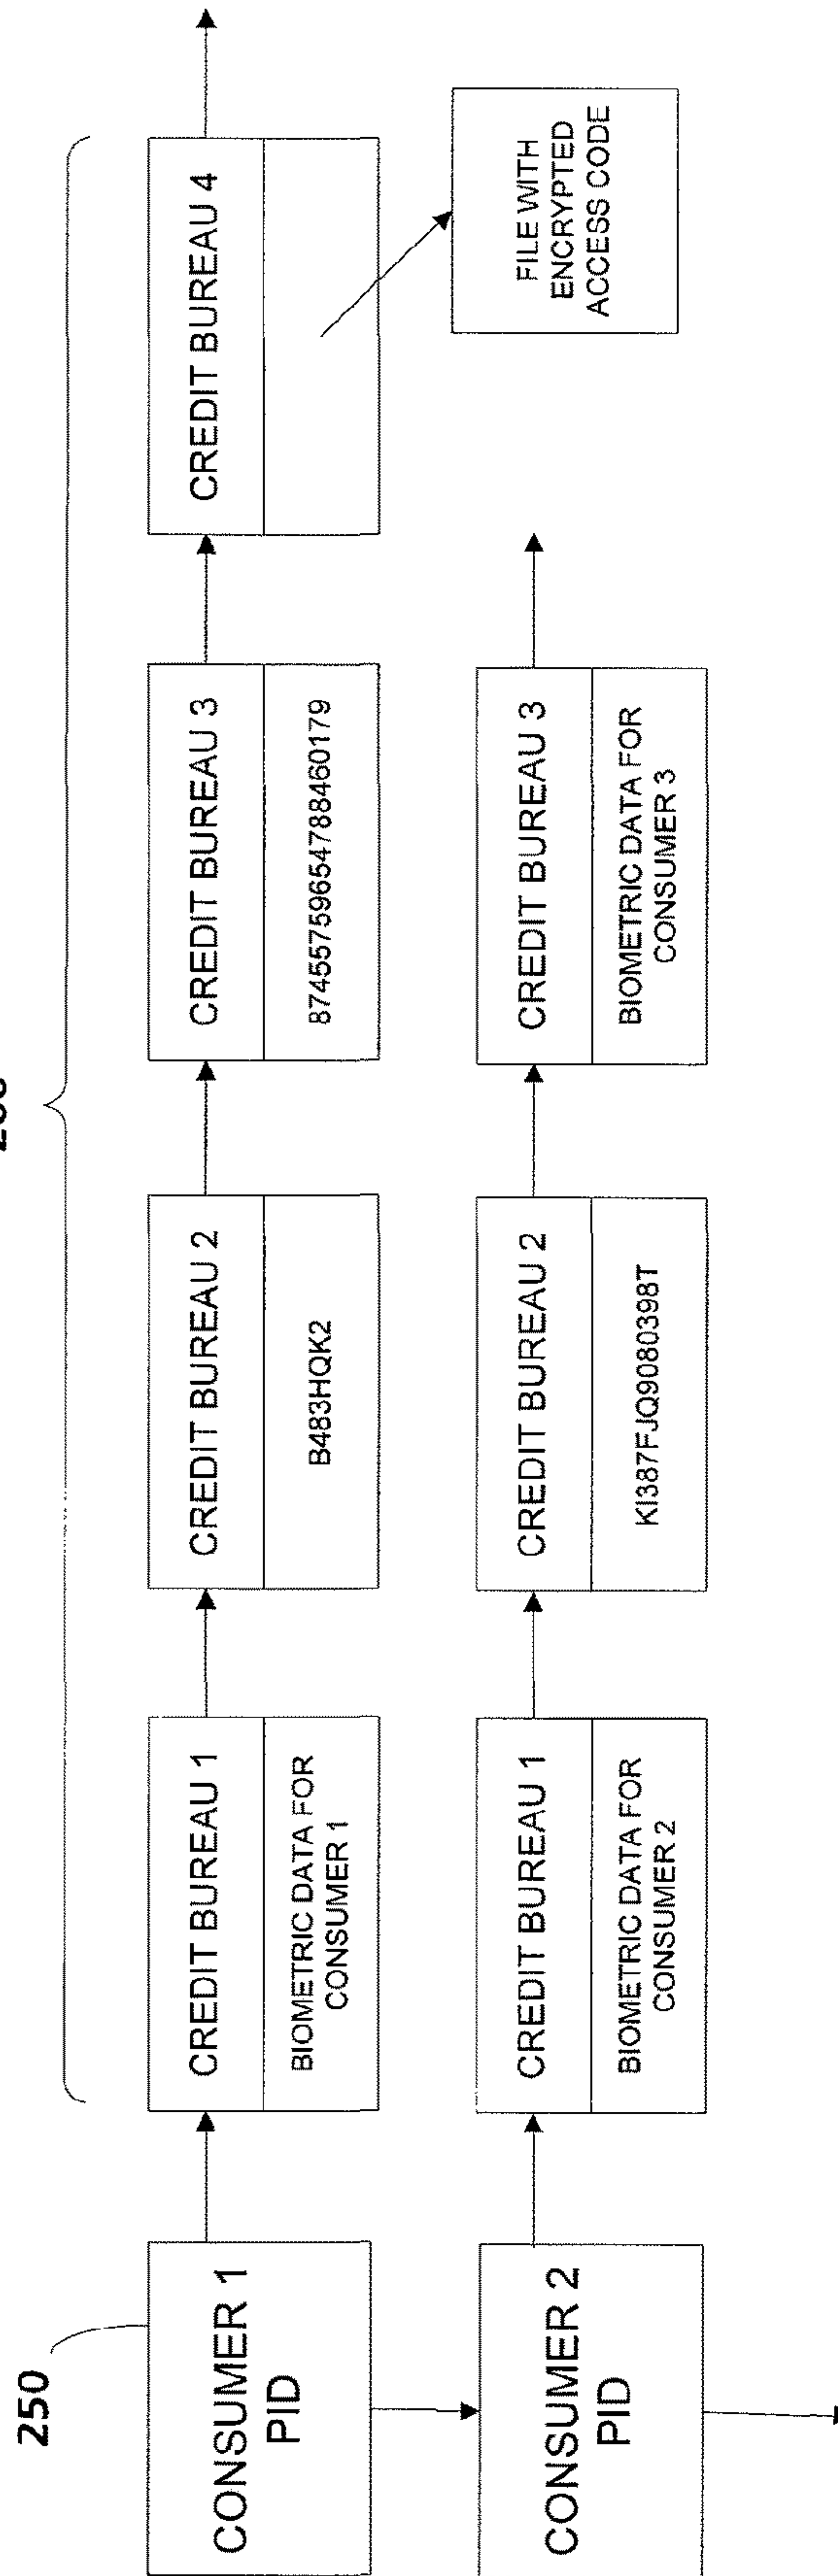 250
CONSUMER 1
PID
CREDIT BUREAU 1
BIOMETRIC DATA FOR
CONSUMER 1
CREDIT BUREAU 2
B483HQK2
CREDIT BUREAU 3
87455759654788460179
CREDIT BUREAU 4
FILE WITH
ENCRYPTED
ACCESS CODE
CONSUMER 2
PID
CREDIT BUREAU 1
BIOMETRIC DATA FOR
CONSUMER 2
CREDIT BUREAU 2
KI387FJQ9080398T
CREDIT BUREAU 3
BIOMETRIC DATA FOR
CONSUMER 3